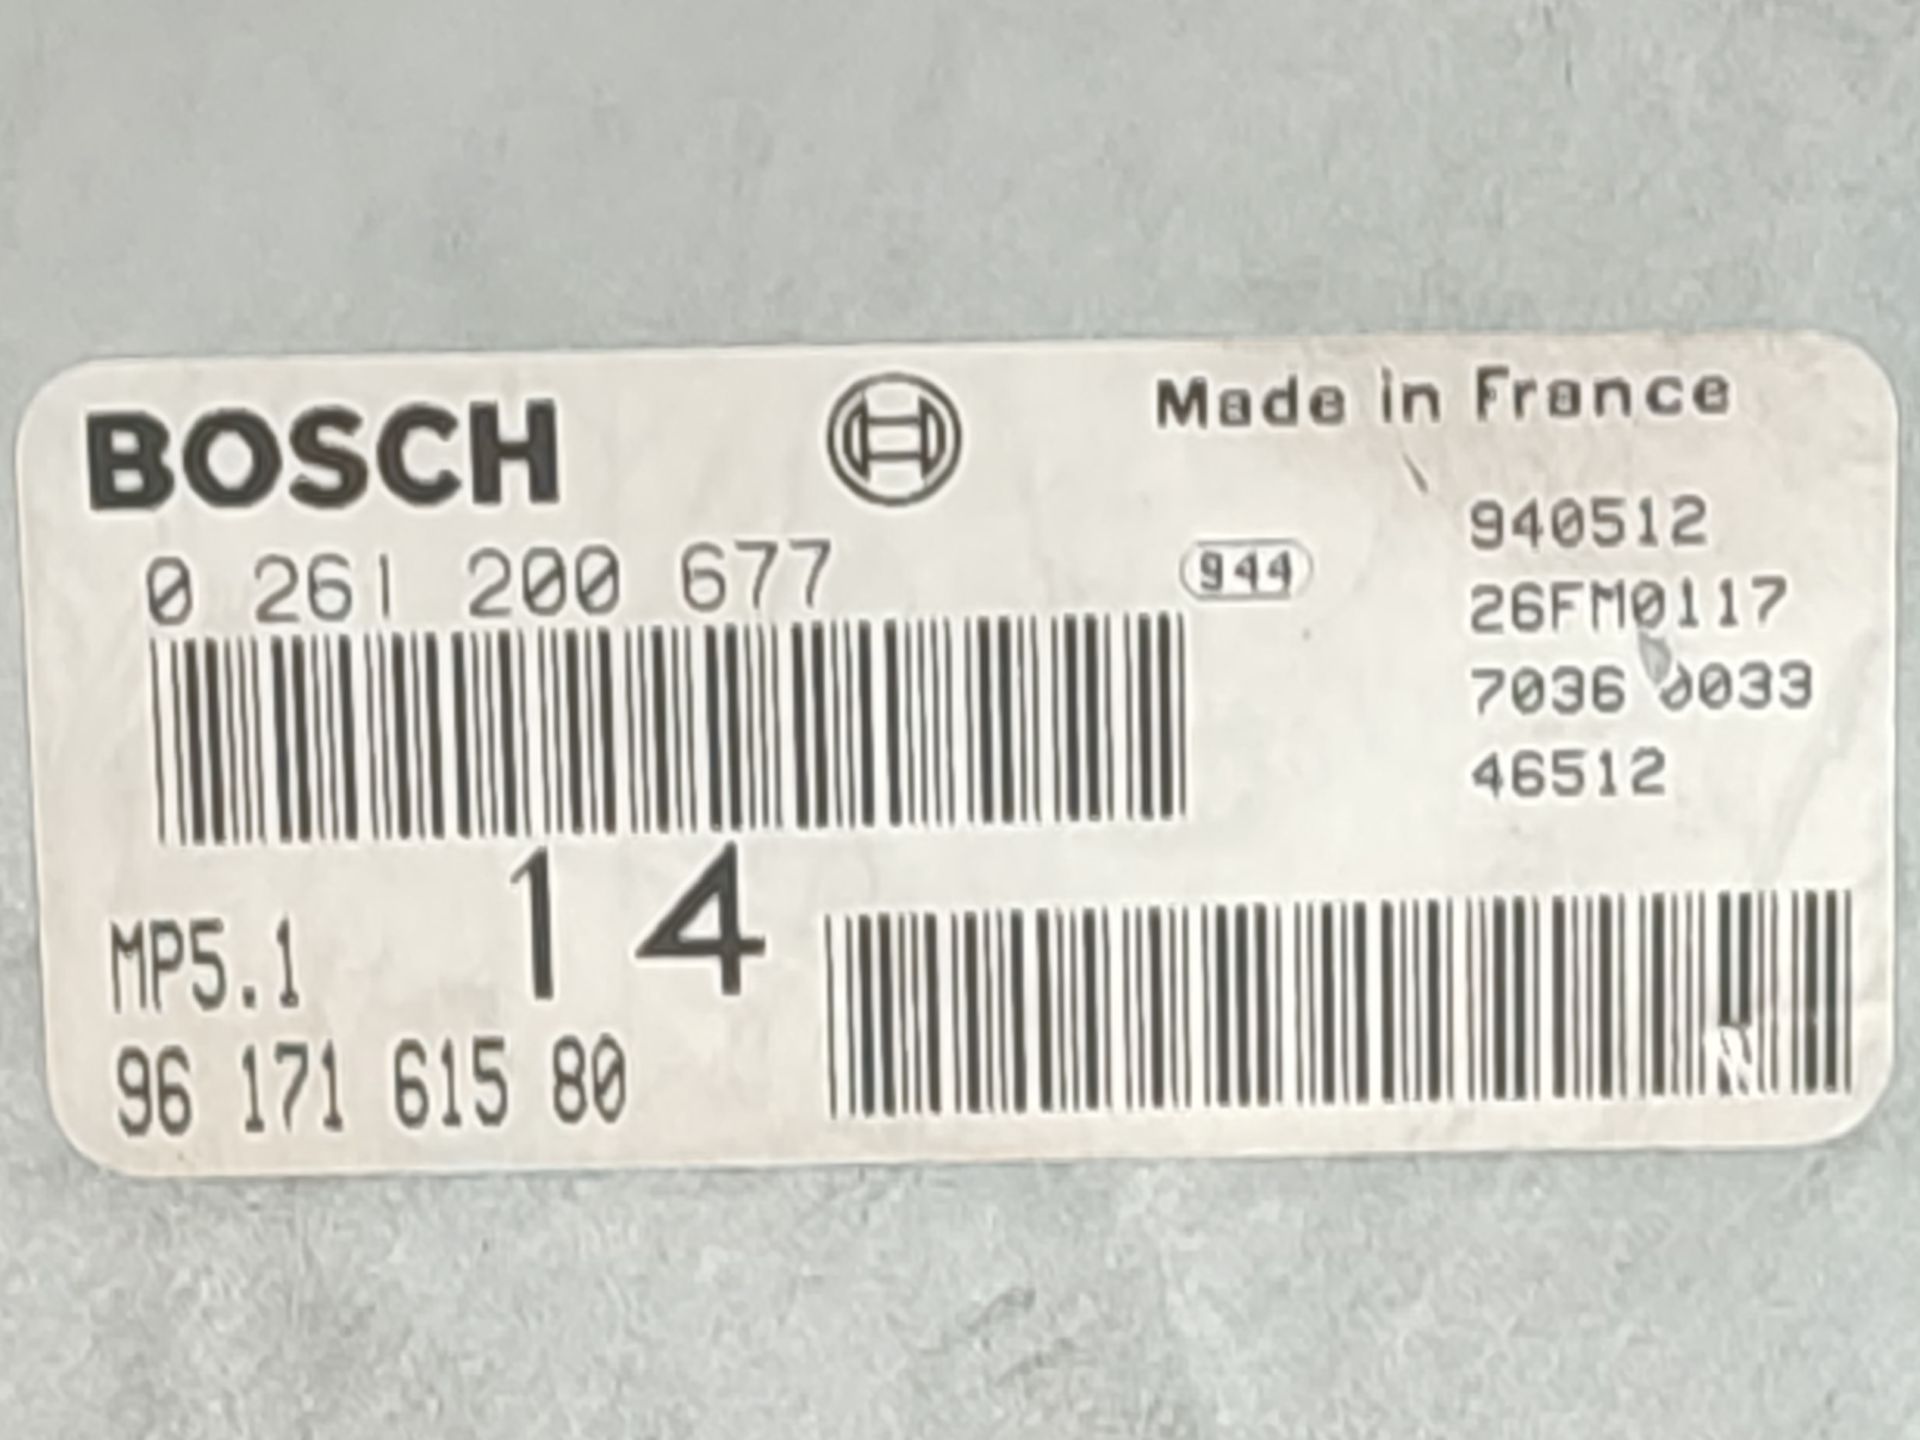 BOSCH
Made in France
0 261 200 677
944
940512
26FM0117
7036 0033
46512
14
MP5.1
96 171 615 80